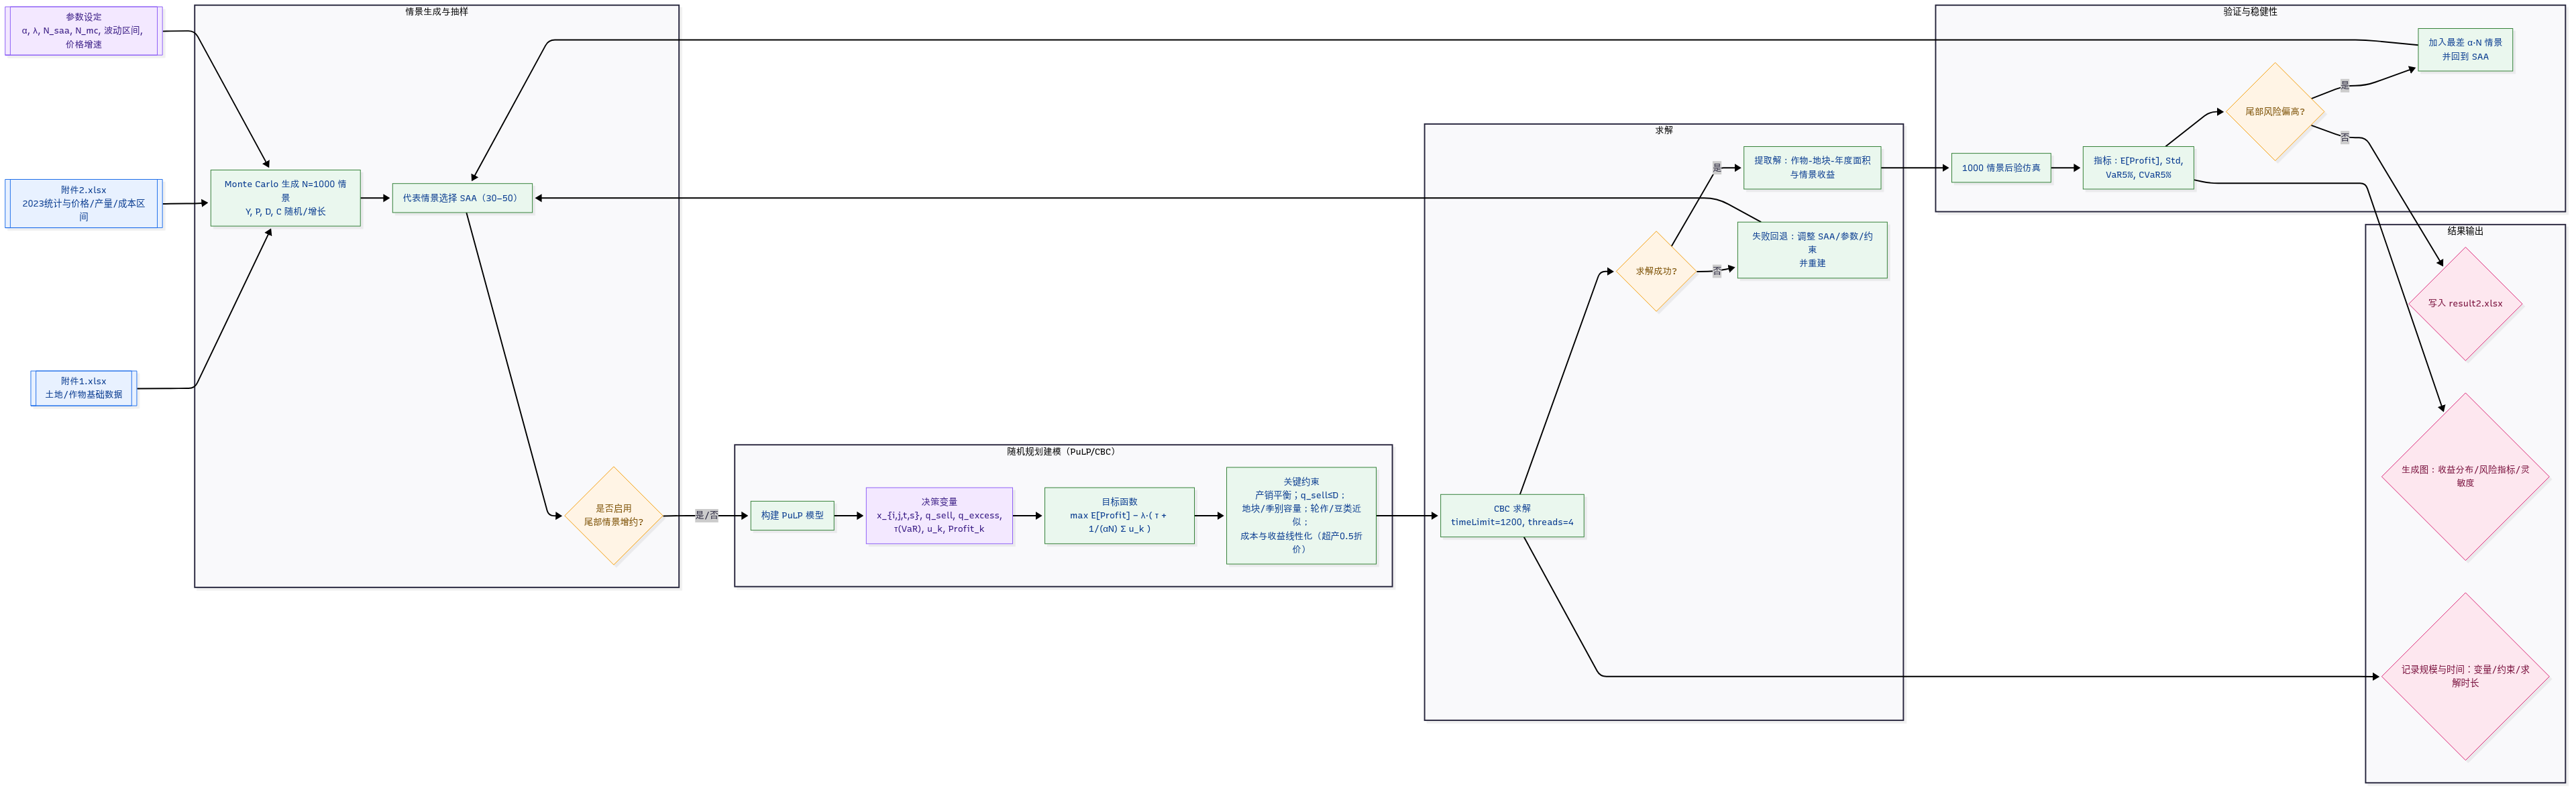 参数设定
α, λ, N_saa, N_mc, 波动区间,
价格增速
附件2.xlsx
2023统计与价格/产量/成本区
间
附件1.xlsx
土地/作物基础数据
情景生成与抽样
Monte Carlo 生成 N=1000 情
景
Y, P, D, C 随机/增长
代表情景选择 SAA（30–50）
是否启用
尾部情景增约?
是/否
随机规划建模（PuLP/CBC）
构建 PuLP 模型
决策变量
x_{i,j,t,s}, q_sell, q_excess,
τ(VaR), u_k, Profit_k
目标函数
max E[Profit] − λ·( τ +
1/(αN) Σ u_k )
关键约束
产销平衡；q_sell≤D；
地块/季别容量；轮作/豆类近
似；
成本与收益线性化（超产0.5折
价）
求解
CBC 求解
timeLimit=1200, threads=4
求解成功?
是
否
提取解：作物-地块-年度面积
与情景收益
失败回退：调整 SAA/参数/约
束
并重建
验证与稳健性
1000 情景后验仿真
指标：E[Profit], Std,
VaR5%, CVaR5%
尾部风险偏高?
是
否
加入最差 α·N 情景
并回到 SAA
结果输出
写入 result2.xlsx
生成图：收益分布/风险指标/灵
敏度
记录规模与时间：变量/约束/求
解时长